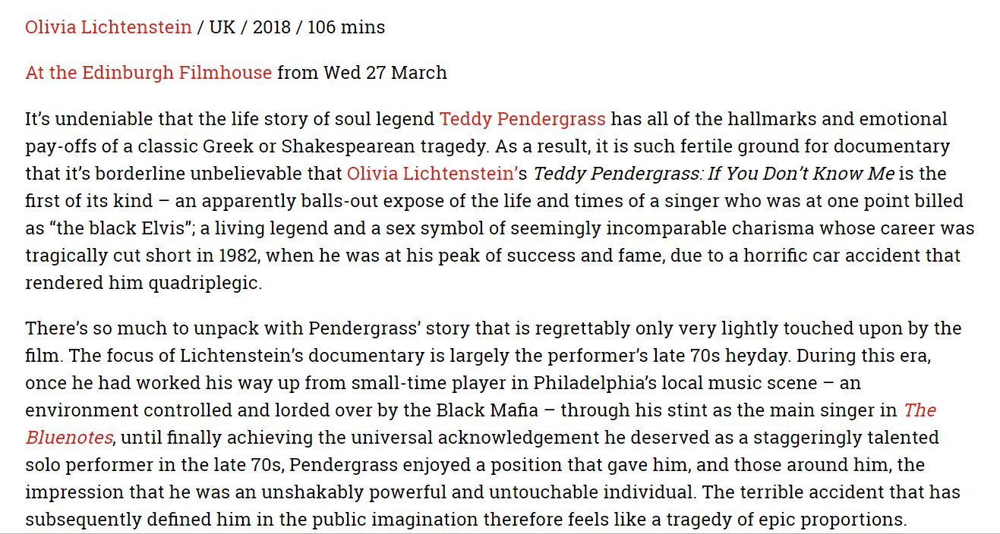 Olivia Lichtenstein / UK / 2018 / 106 mins
At the Edinburgh Filmhouse from Wed 27 March
It’s undeniable that the life story of soul legend Teddy Pendergrass has all of the hallmarks and emotional
pay-offs of a classic Greek or Shakespearean tragedy. As a result, it is such fertile ground for documentary
that it’s borderline unbelievable that Olivia Lichtenstein’s Teddy Pendergrass: If You Don’t Know Me is the
first of its kind – an apparently balls-out expose of the life and times of a singer who was at one point billed
as “the black Elvis”; a living legend and a sex symbol of seemingly incomparable charisma whose career was
tragically cut short in 1982, when he was at his peak of success and fame, due to a horrific car accident that
rendered him quadriplegic.
There’s so much to unpack with Pendergrass’ story that is regrettably only very lightly touched upon by the
film. The focus of Lichtenstein’s documentary is largely the performer’s late 70s heyday. During this era,
once he had worked his way up from small-time player in Philadelphia’s local music scene – an
environment controlled and lorded over by the Black Mafia – through his stint as the main singer in The
Bluenotes, until finally achieving the universal acknowledgement he deserved as a staggeringly talented
solo performer in the late 70s, Pendergrass enjoyed a position that gave him, and those around him, the
impression that he was an unshakably powerful and untouchable individual. The terrible accident that has
subsequently defined him in the public imagination therefore feels like a tragedy of epic proportions.